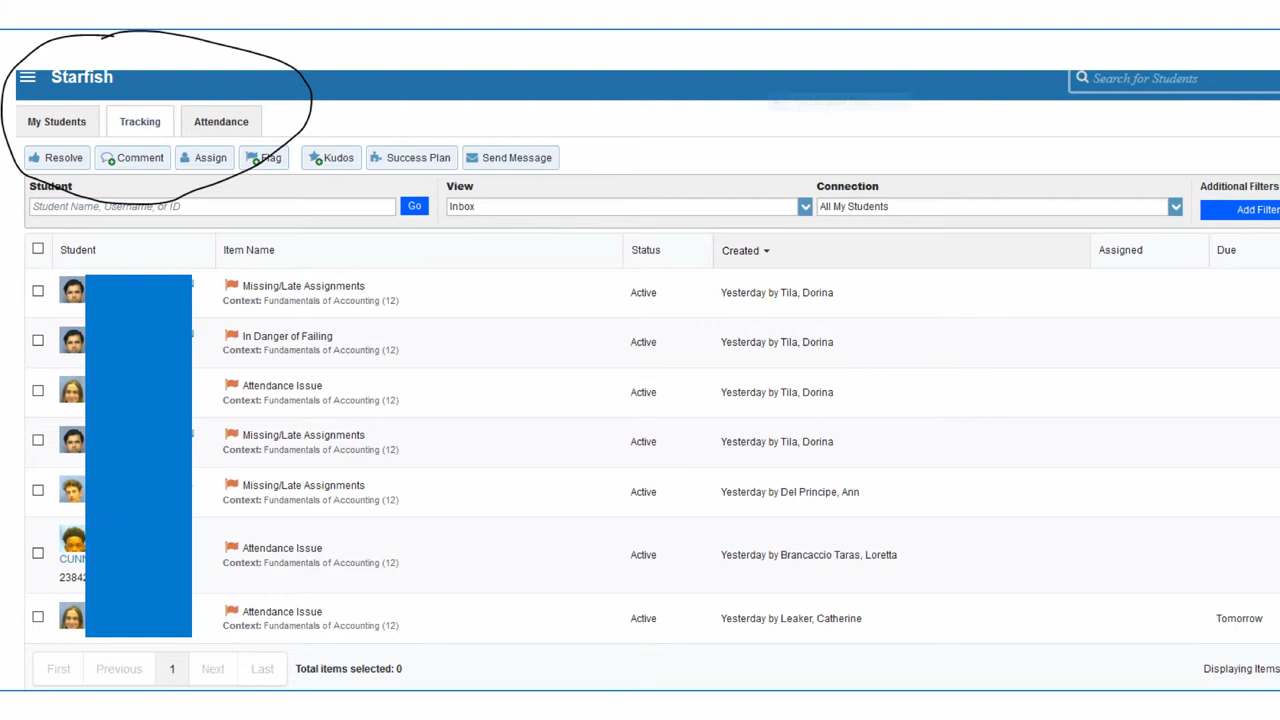 Starfish
Search for Students
My Students Tracking Attendance
Resolve Comment Assign Flag Kudos Success Plan Send Message
Student View Connection Additional Filters
Student Name, Username, or ID Go Inbox All My Students Add Filter
Student Item Name Status Created Assigned Due
Missing/Late Assignments
Context: Fundamentals of Accounting (12)
Active Yesterday by Tila, Dorina
In Danger of Failing
Context: Fundamentals of Accounting (12)
Active Yesterday by Tila, Dorina
Attendance Issue
Context: Fundamentals of Accounting (12)
Active Yesterday by Tila, Dorina
Missing/Late Assignments
Context: Fundamentals of Accounting (12)
Active Yesterday by Tila, Dorina
Missing/Late Assignments
Context: Fundamentals of Accounting (12)
Active Yesterday by Del Principe, Ann
CUNN
2384
Attendance Issue
Context: Fundamentals of Accounting (12)
Active Yesterday by Brancaccio Taras, Loretta
Attendance Issue
Context: Fundamentals of Accounting (12)
Active Yesterday by Leaker, Catherine Tomorrow
First Previous 1 Next Last Total items selected: 0 Displaying Items